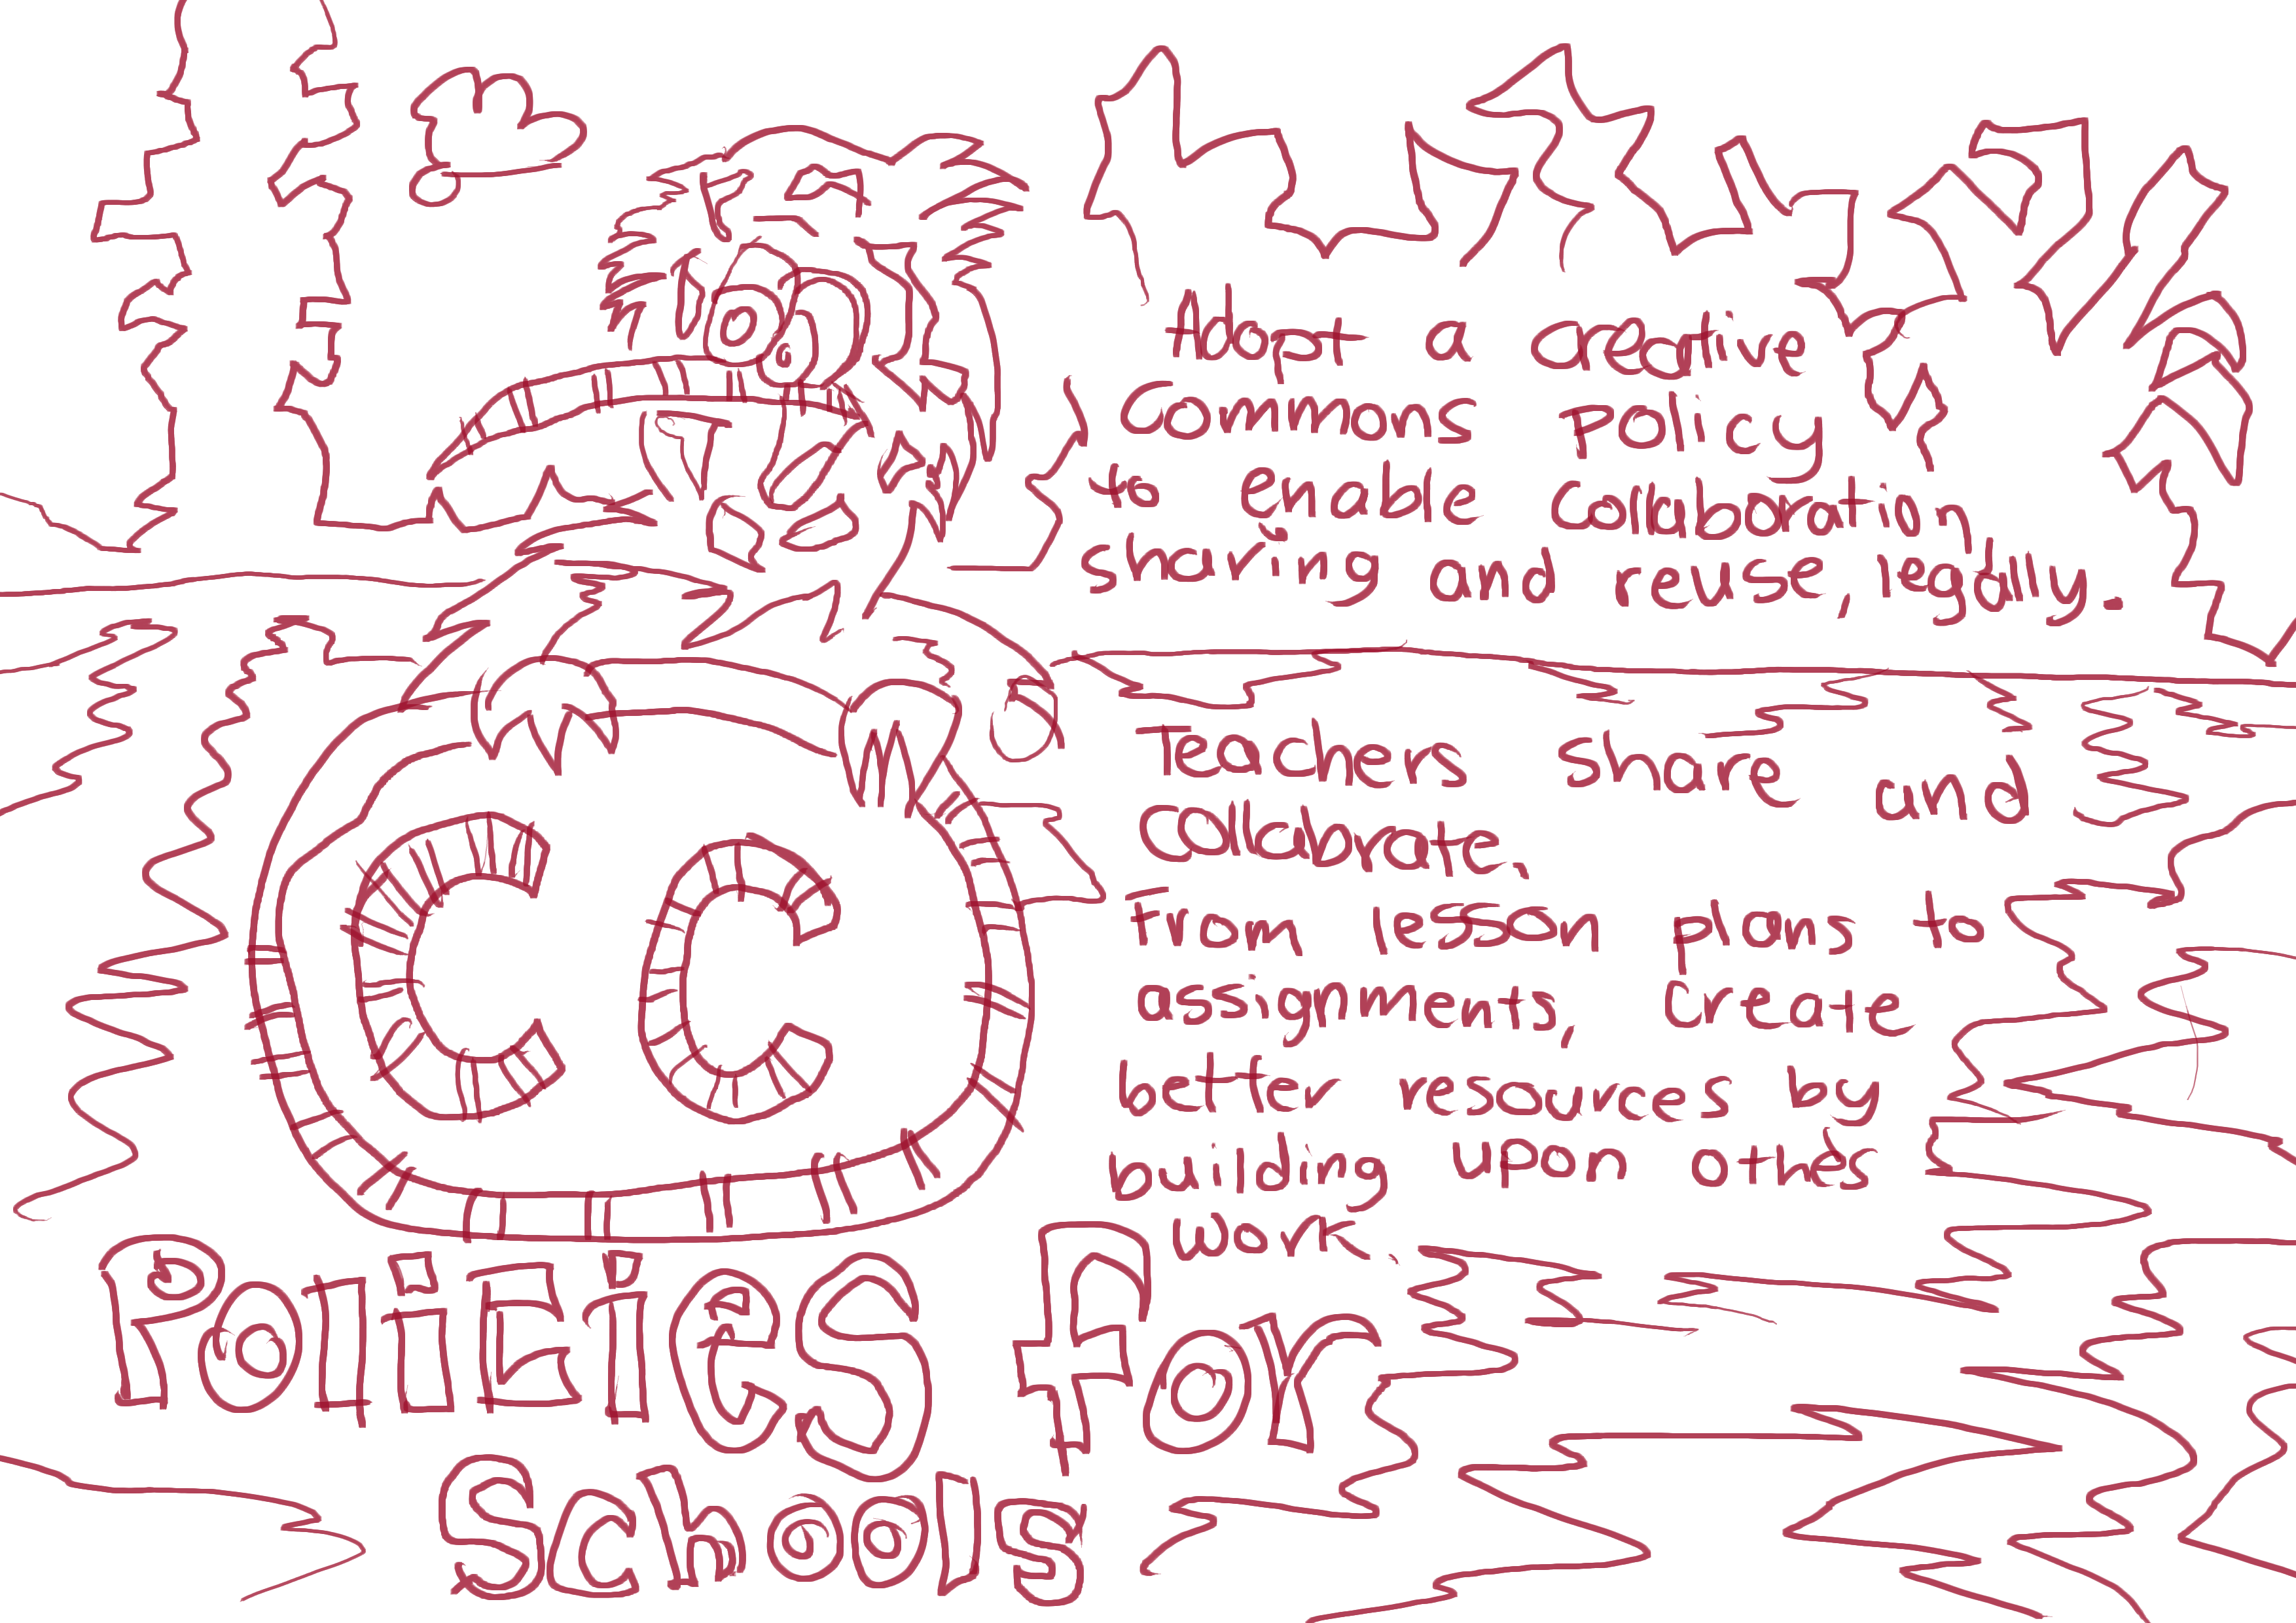 Adopt a creative
Commons Policy
to enable collaboration,
sharing and reuse, legally.
Teachers share and
Collabrate.
From lesson plans to
assignments, create
better resources by
building upon othe's
work.
CC
Policies For
Schools